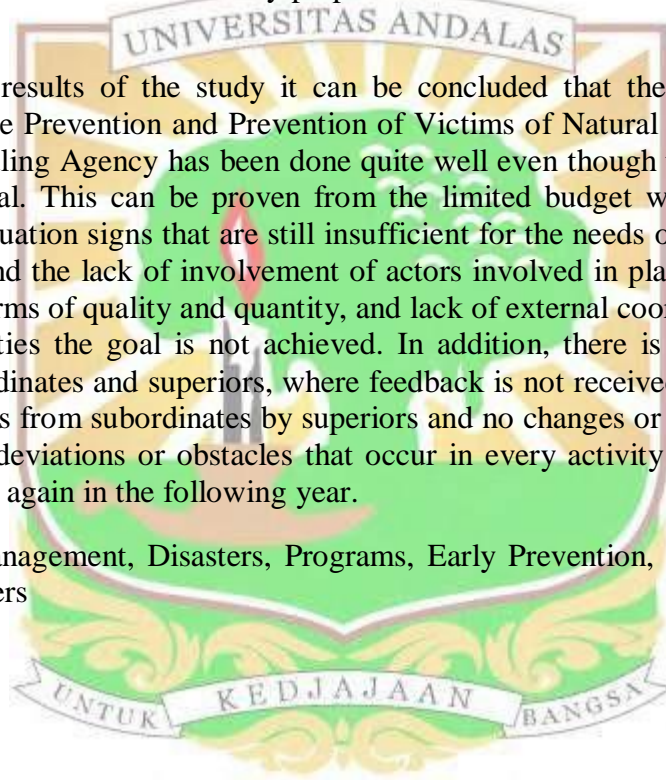 UNIVERSITAS ANDALAS
results of the study it can be concluded that the
Prevention and Prevention of Victims of Natural
ling Agency has been done quite well even though
al. This can be proven from the limited budget w
uation signs that are still insufficient for the needs o
nd the lack of involvement of actors involved in pla
rms of quality and quantity, and lack of external coor
ties the goal is not achieved. In addition, there is
dinates and superiors, where feedback is not received
s from subordinates by superiors and no changes or
deviations or obstacles that occur in every activity
again in the following year.
nagement, Disasters, Programs, Early Prevention,
ers
UNTUK KEDJAJAAN BANGSA